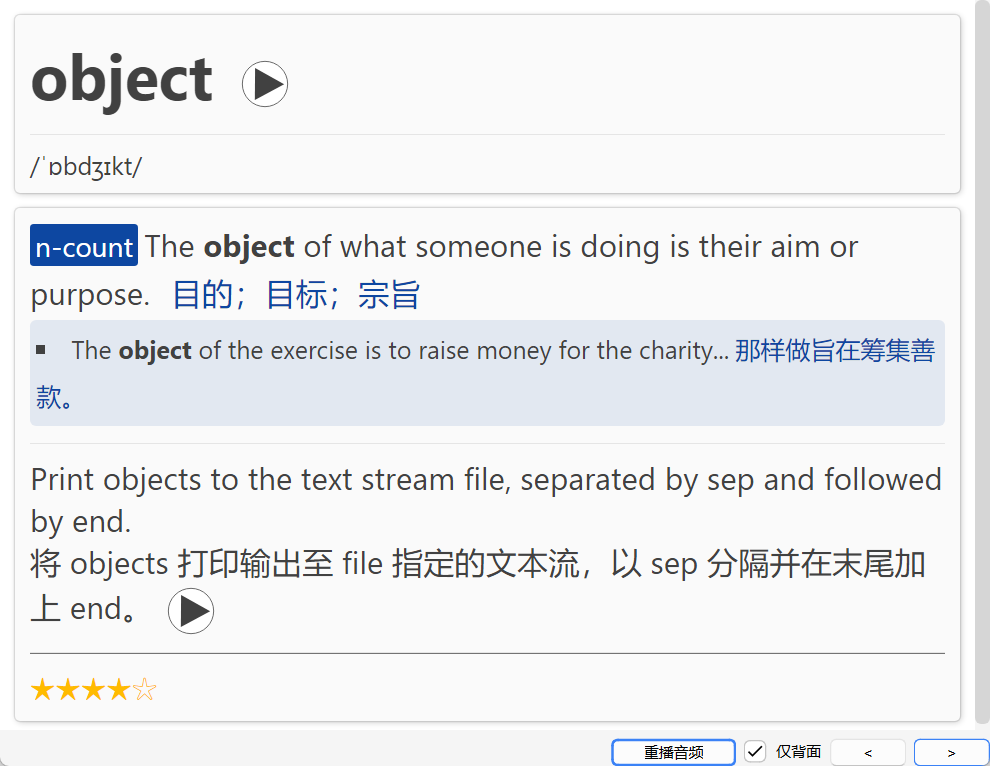 object
/ˈɒbdʒɪkt/
n-count The object of what someone is doing is their aim or
purpose. 目的；目标；宗旨
▪ The object of the exercise is to raise money for the charity... 那样做旨在筹集善
款。
Print objects to the text stream file, separated by sep and followed
by end.
将 objects 打印输出至 file 指定的文本流，以 sep 分隔并在末尾加
上 end。
★★★★☆
重播音频 仅背面 < >